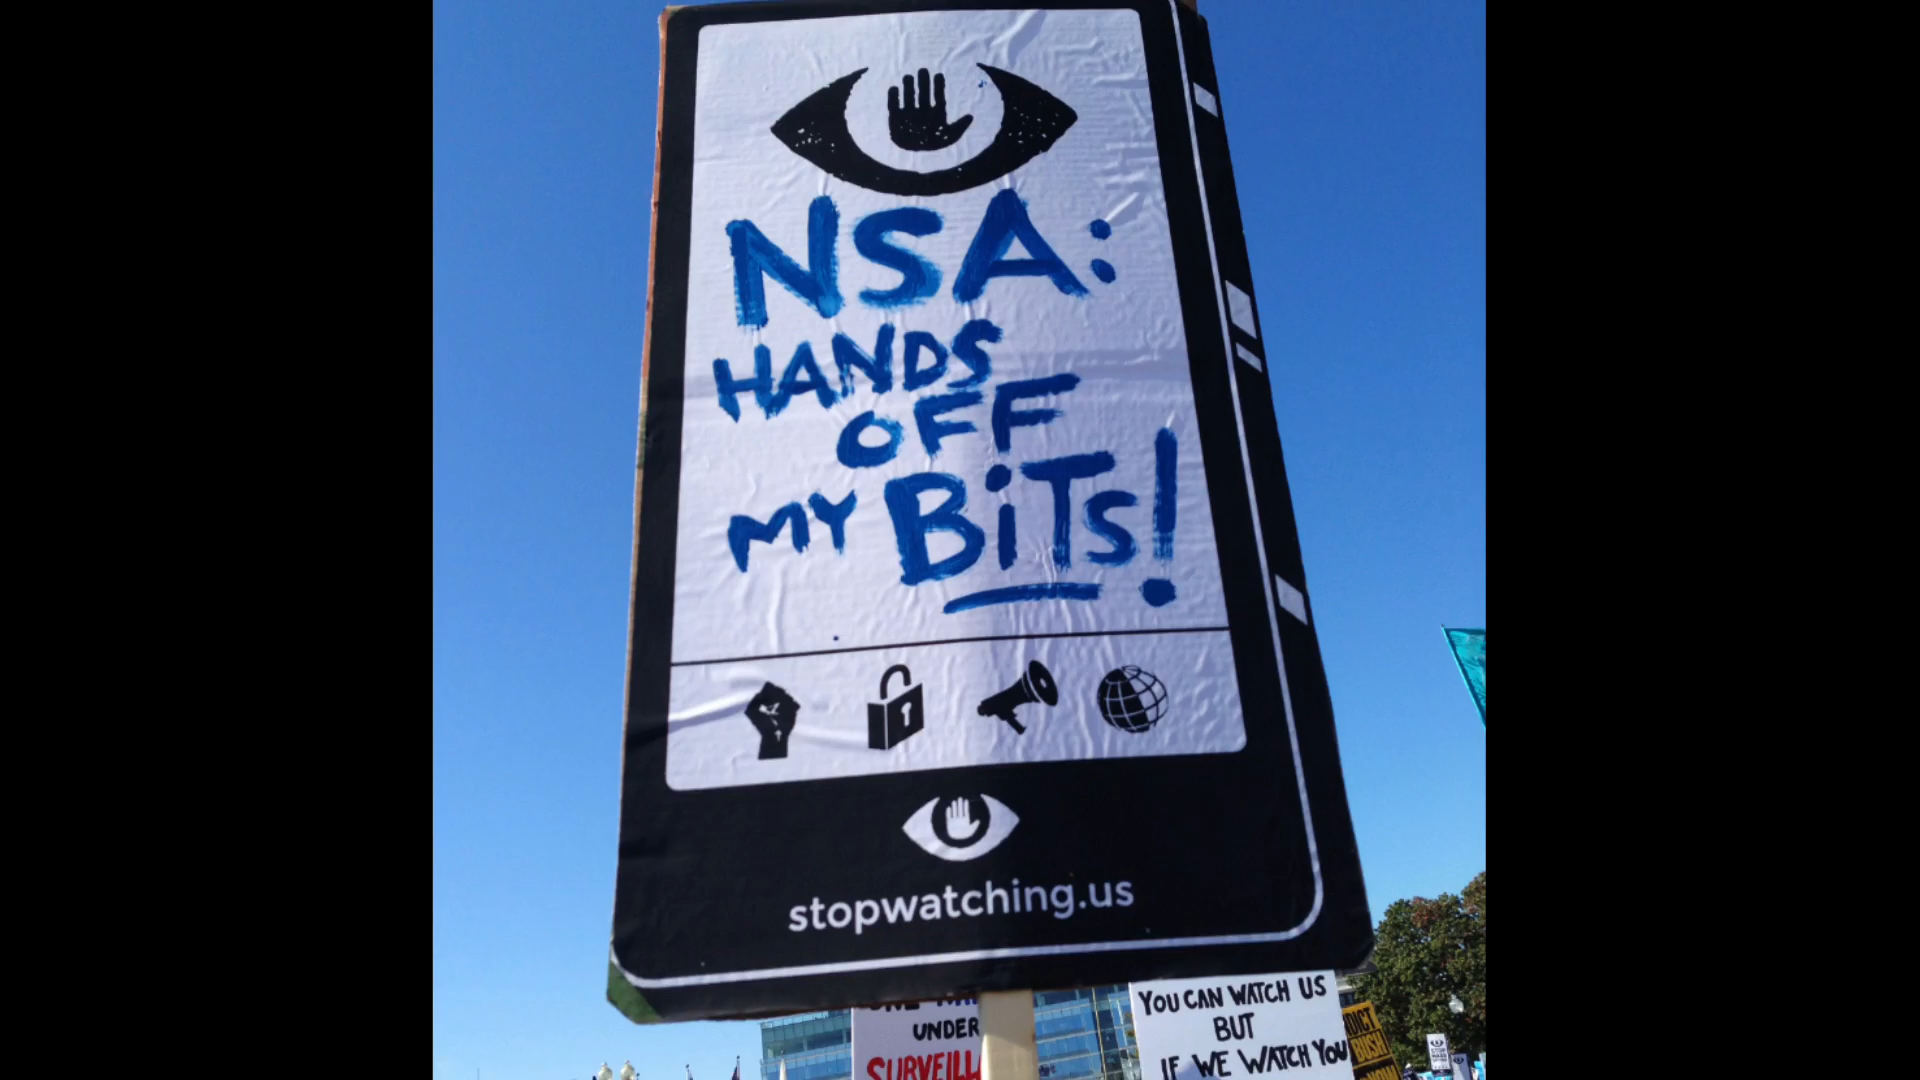 NSA:
HANDS
OFF
MY BiTs!
stopwatching.us
UNDER
YOU CAN WATCH US
BUT
IF WE WATCH YOU